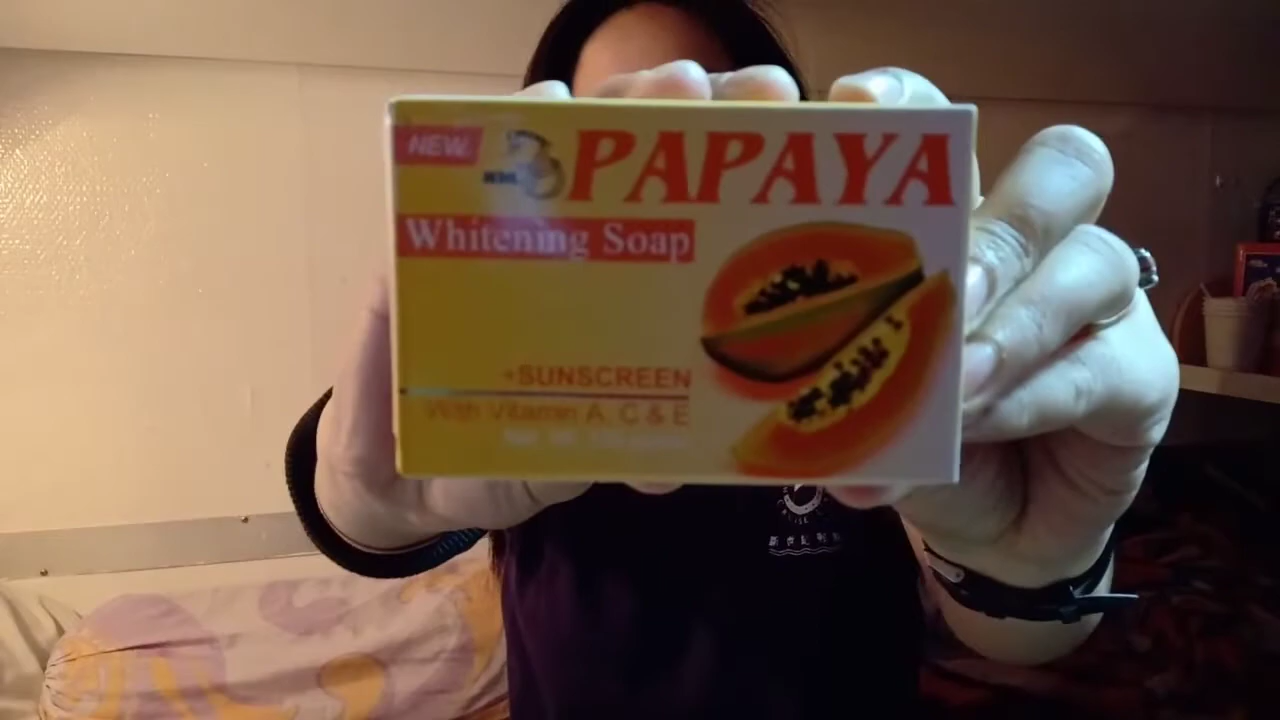 NEW
PAPAYA
Whitening Soap
+SUNSCREEN
With Vitamin A, C & E